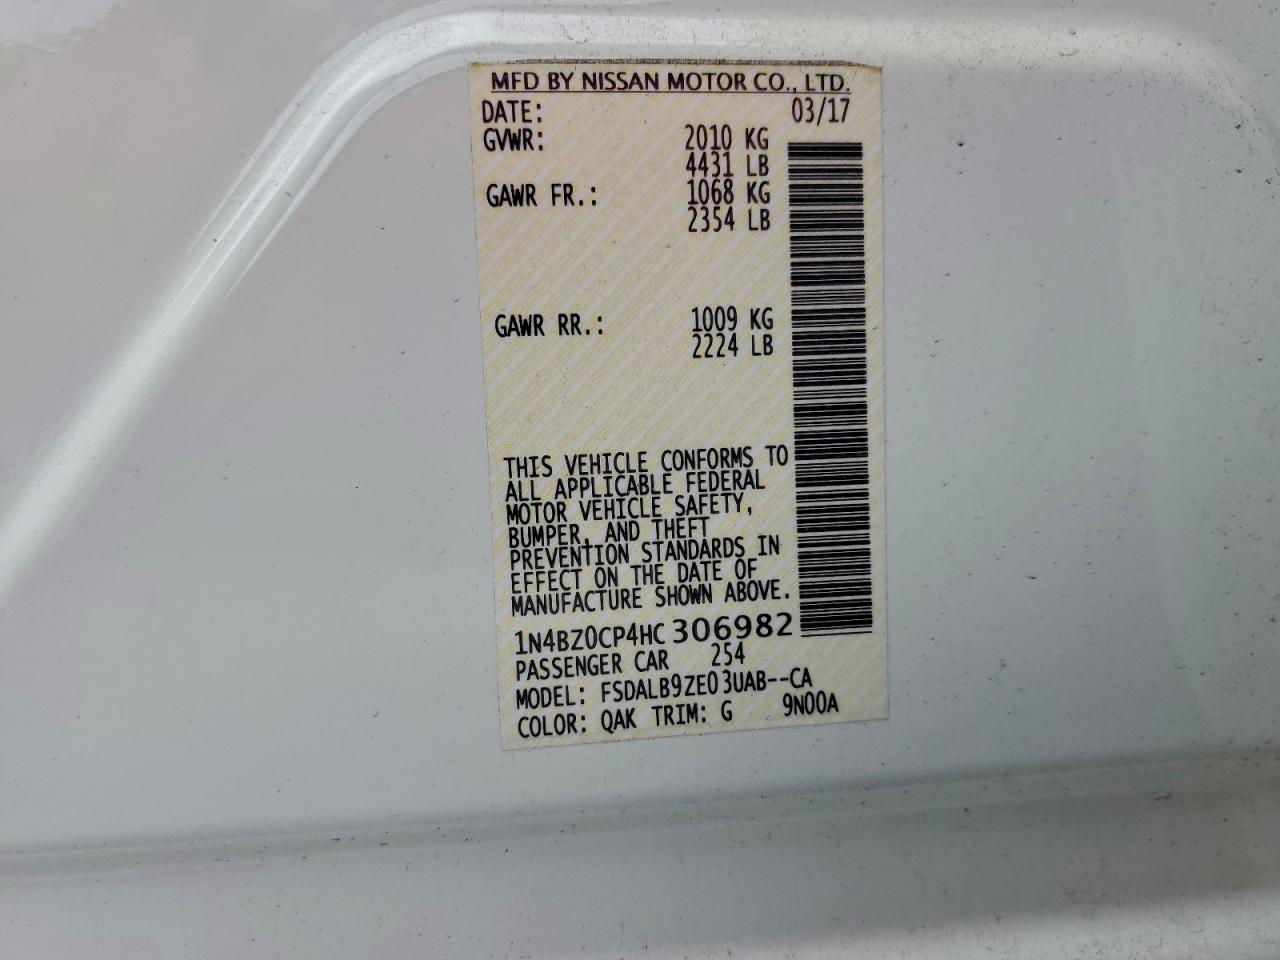 MFD BY NISSAN MOTOR CO., LTD.
DATE: 03/17
GVWR: 2010 KG
4431 LB
GAWR FR.: 1068 KG
2354 LB
GAWR RR.: 1009 KG
2224 LB
THIS VEHICLE CONFORMS TO
ALL APPLICABLE FEDERAL
MOTOR VEHICLE SAFETY,
BUMPER, AND THEFT
PREVENTION STANDARDS IN
EFFECT ON THE DATE OF
MANUFACTURE SHOWN ABOVE.
1N4BZ0CP4HC306982
PASSENGER CAR 254
MODEL: FSDALB9ZE03UAB--CA
COLOR: QAK TRIM: G 9N00A